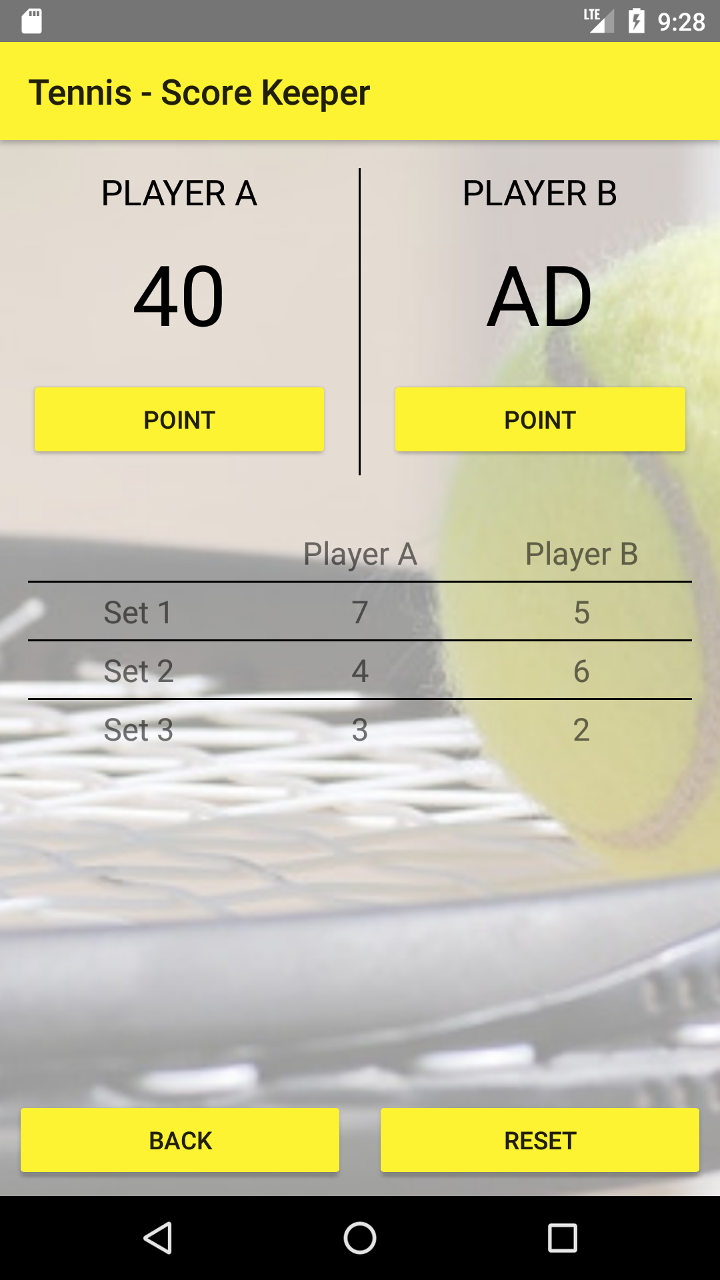 LTE 9:28
Tennis - Score Keeper
PLAYER A PLAYER B
40 AD
POINT POINT
Player A Player B
Set 1 7 5
Set 2 4 6
Set 3 3 2
BACK RESET